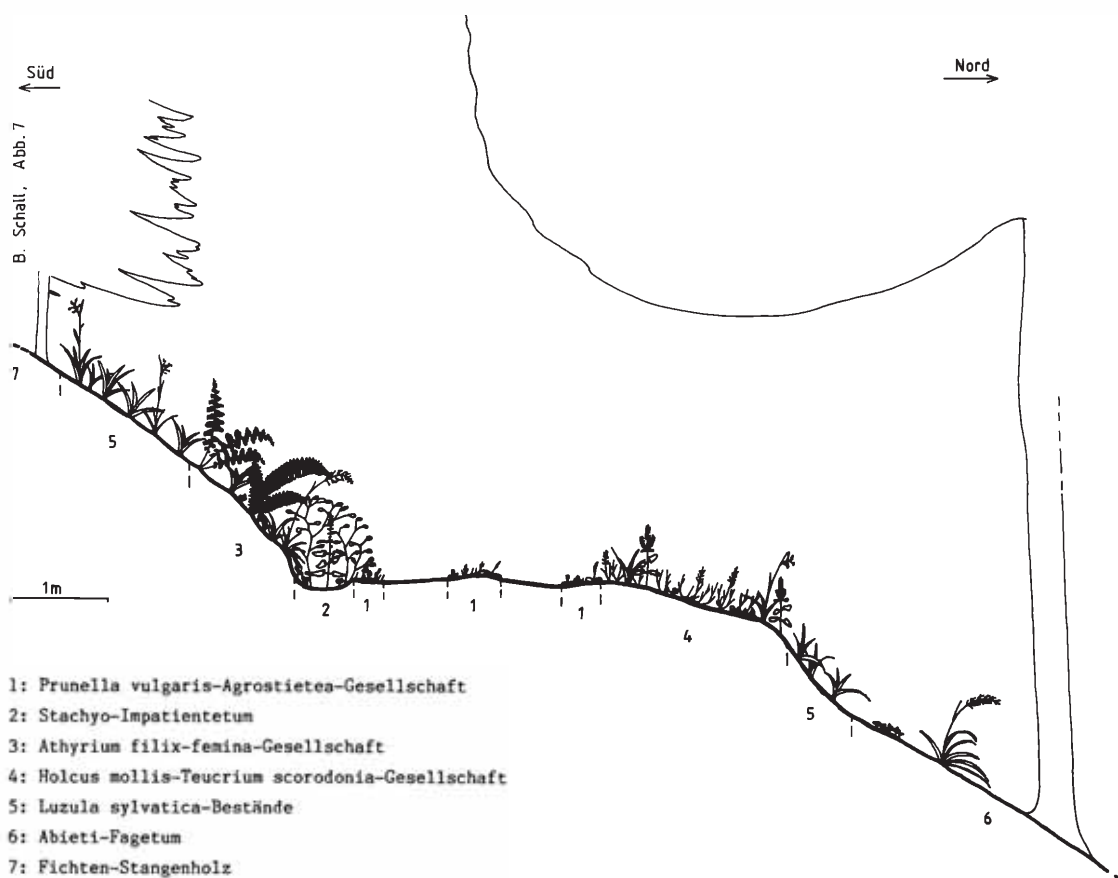 Süd
Nord
B. Schall, Abb. 7
7
5
3
1m
2
1
1
1
4
5
6
1: Prunella vulgaris-Agrostietea-Gesellschaft
2: Stachyo-Impatientetum
3: Athyrium filix-femina-Gesellschaft
4: Holcus mollis-Teucrium scorodonia-Gesellschaft
5: Luzula sylvatica-Bestände
6: Abieti-Fagetum
7: Fichten-Stangenholz